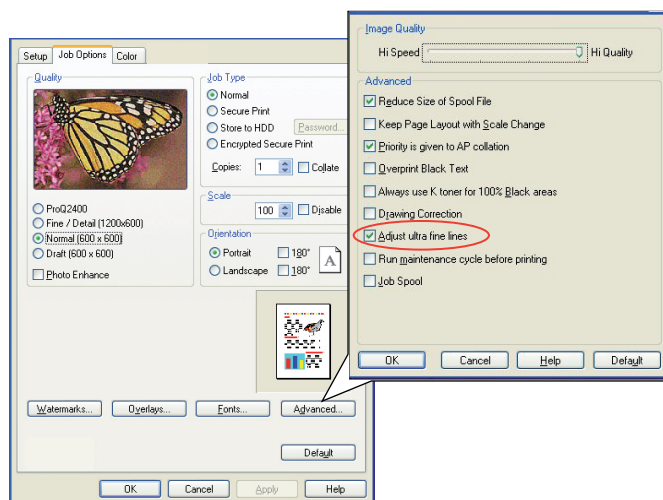 Setup
Job Options
Color
Quality
ProQ2400
Fine / Detail (1200x600)
Normal (600 x 600)
Draft (600 x 600)
Photo Enhance
Job Type
Normal
Secure Print
Store to HDD Password...
Encrypted Secure Print
Copies: 1 Collate
Scale
100 Disable
Orientation
Portrait 180°
Landscape 180°
A
Watermarks...
Overlays...
Fonts...
Advanced...
Default
OK
Cancel
Apply
Help
Image Quality
Hi Speed Hi Quality
Advanced
Reduce Size of Spool File
Keep Page Layout with Scale Change
Priority is given to AP collation
Overprint Black Text
Always use K toner for 100% Black areas
Drawing Correction
Adjust ultra fine lines
Run maintenance cycle before printing
Job Spool
OK
Cancel
Help
Default